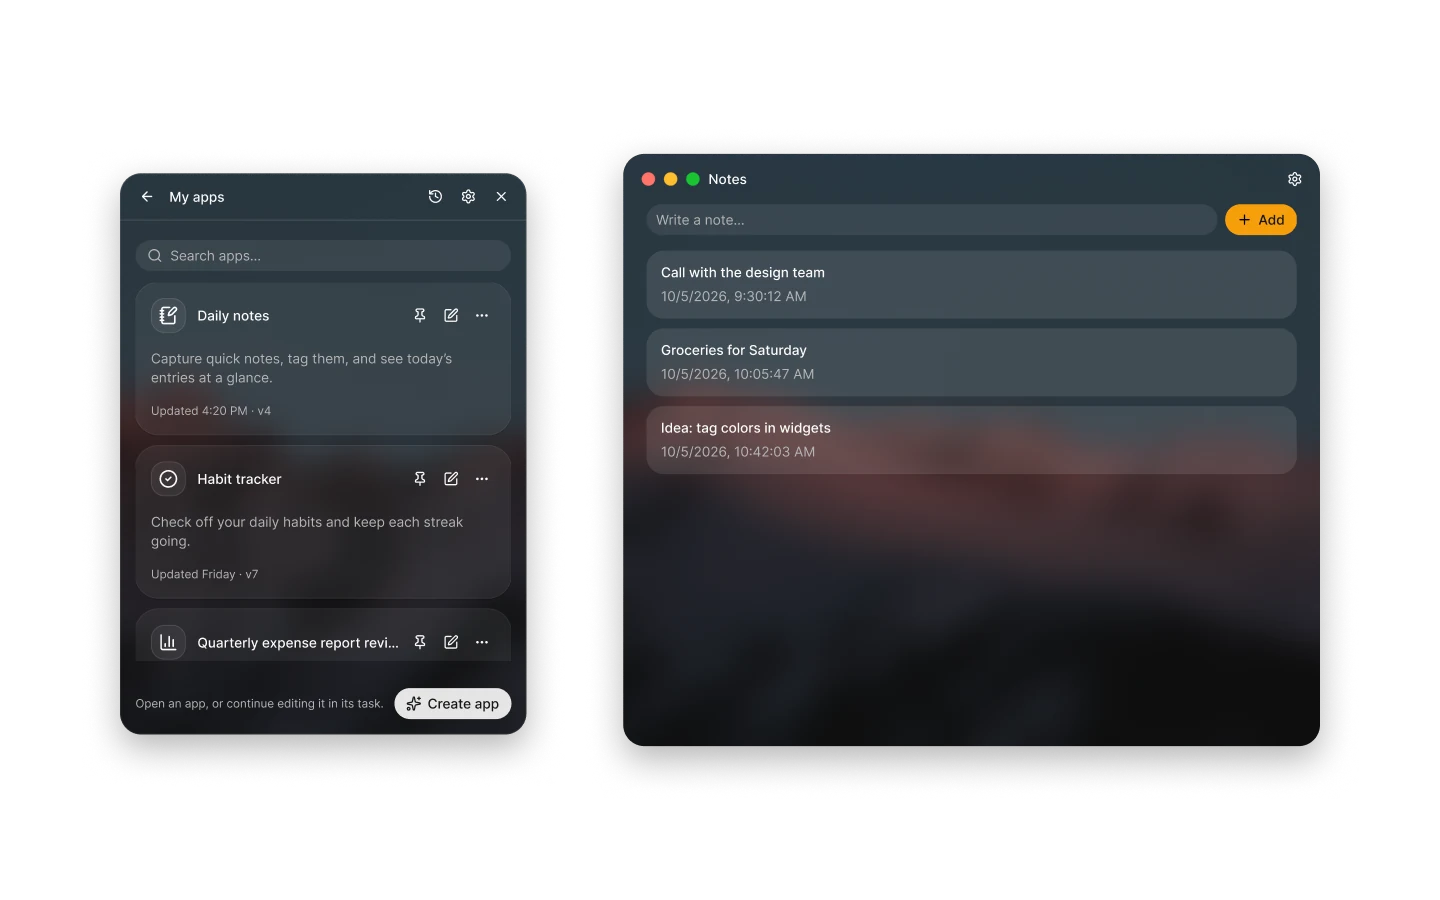 My apps
Search apps...
Daily notes
Capture quick notes, tag them, and see today’s
entries at a glance.
Updated 4:20 PM · v4
Habit tracker
Check off your daily habits and keep each streak
going.
Updated Friday · v7
Quarterly expense report revi...
Open an app, or continue editing it in its task.
Create app
Notes
Write a note...
Add
Call with the design team
10/5/2026, 9:30:12 AM
Groceries for Saturday
10/5/2026, 10:05:47 AM
Idea: tag colors in widgets
10/5/2026, 10:42:03 AM